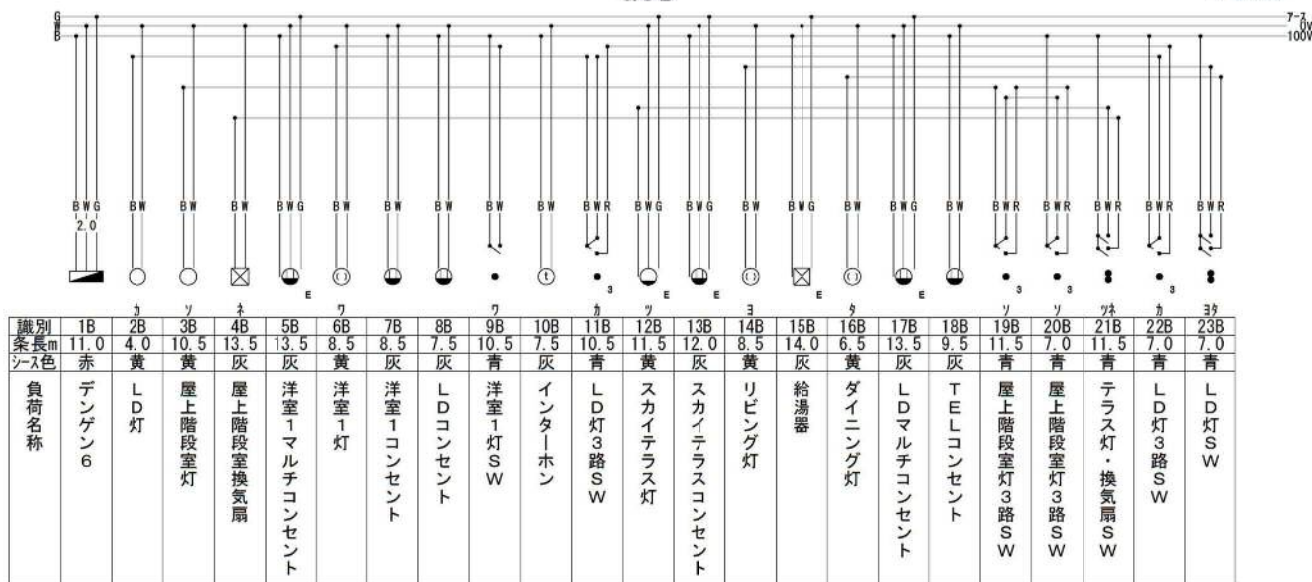 G
W
B
アース
0V
100V
B W G
B W
B W
B W
B W G
B W
B W
B W
B W
B W
B W R
B W G
B W G
B W
B W G
B W
B W G
B W
B W R
B W R
B W R
B W R
B W R
2.0
E
t
3
E
E
E
3
3
3
カ
ソ
ネ
ワ
ワ
カ
ツ
ヨ
タ
ソ
ソ
ツネ
カ
ヨタ
識別 1B 2B 3B 4B 5B 6B 7B 8B 9B 10B 11B 12B 13B 14B 15B 16B 17B 18B 19B 20B 21B 22B 23B
条長m 11.0 4.0 10.5 13.5 13.5 8.5 8.5 7.5 10.5 7.5 10.5 11.5 12.0 8.5 14.0 6.5 13.5 9.5 11.5 7.0 11.5 7.0 7.0
シース色 赤 黄 黄 灰 灰 黄 灰 灰 青 灰 青 黄 灰 黄 灰 黄 灰 灰 青 青 青 青 青
負荷名称
デンゲン6
LD灯
屋上階段室灯
屋上階段室換気扇
洋室1マルチコンセント
洋室1灯
洋室1コンセント
LDコンセント
洋室1灯SW
インターホン
LD灯3路SW
スカイテラス灯
スカイテラスコンセント
リビング灯
給湯器
ダイニング灯
LDマルチコンセント
TELコンセント
屋上階段室灯3路SW
屋上階段室灯3路SW
テラス灯・換気扇SW
LD灯3路SW
LD灯SW